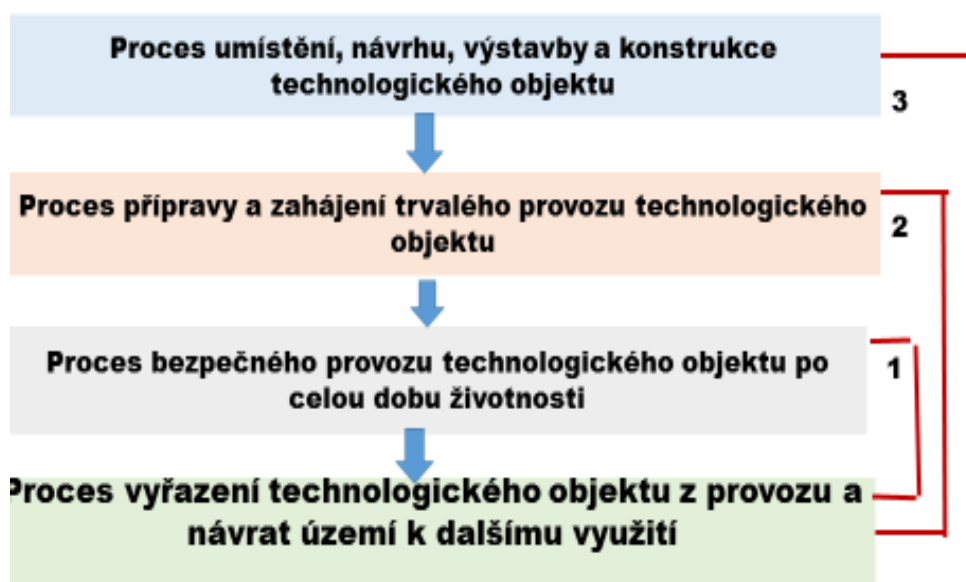 Proces umístění, návrhu, výstavby a konstrukce
technologického objektu
3
Proces přípravy a zahájení trvalého provozu technologického
objektu
2
Proces bezpečného provozu technologického objektu po
celou dobu životnosti
1
Proces vyřazení technologického objektu z provozu a
návrat území k dalšímu využití